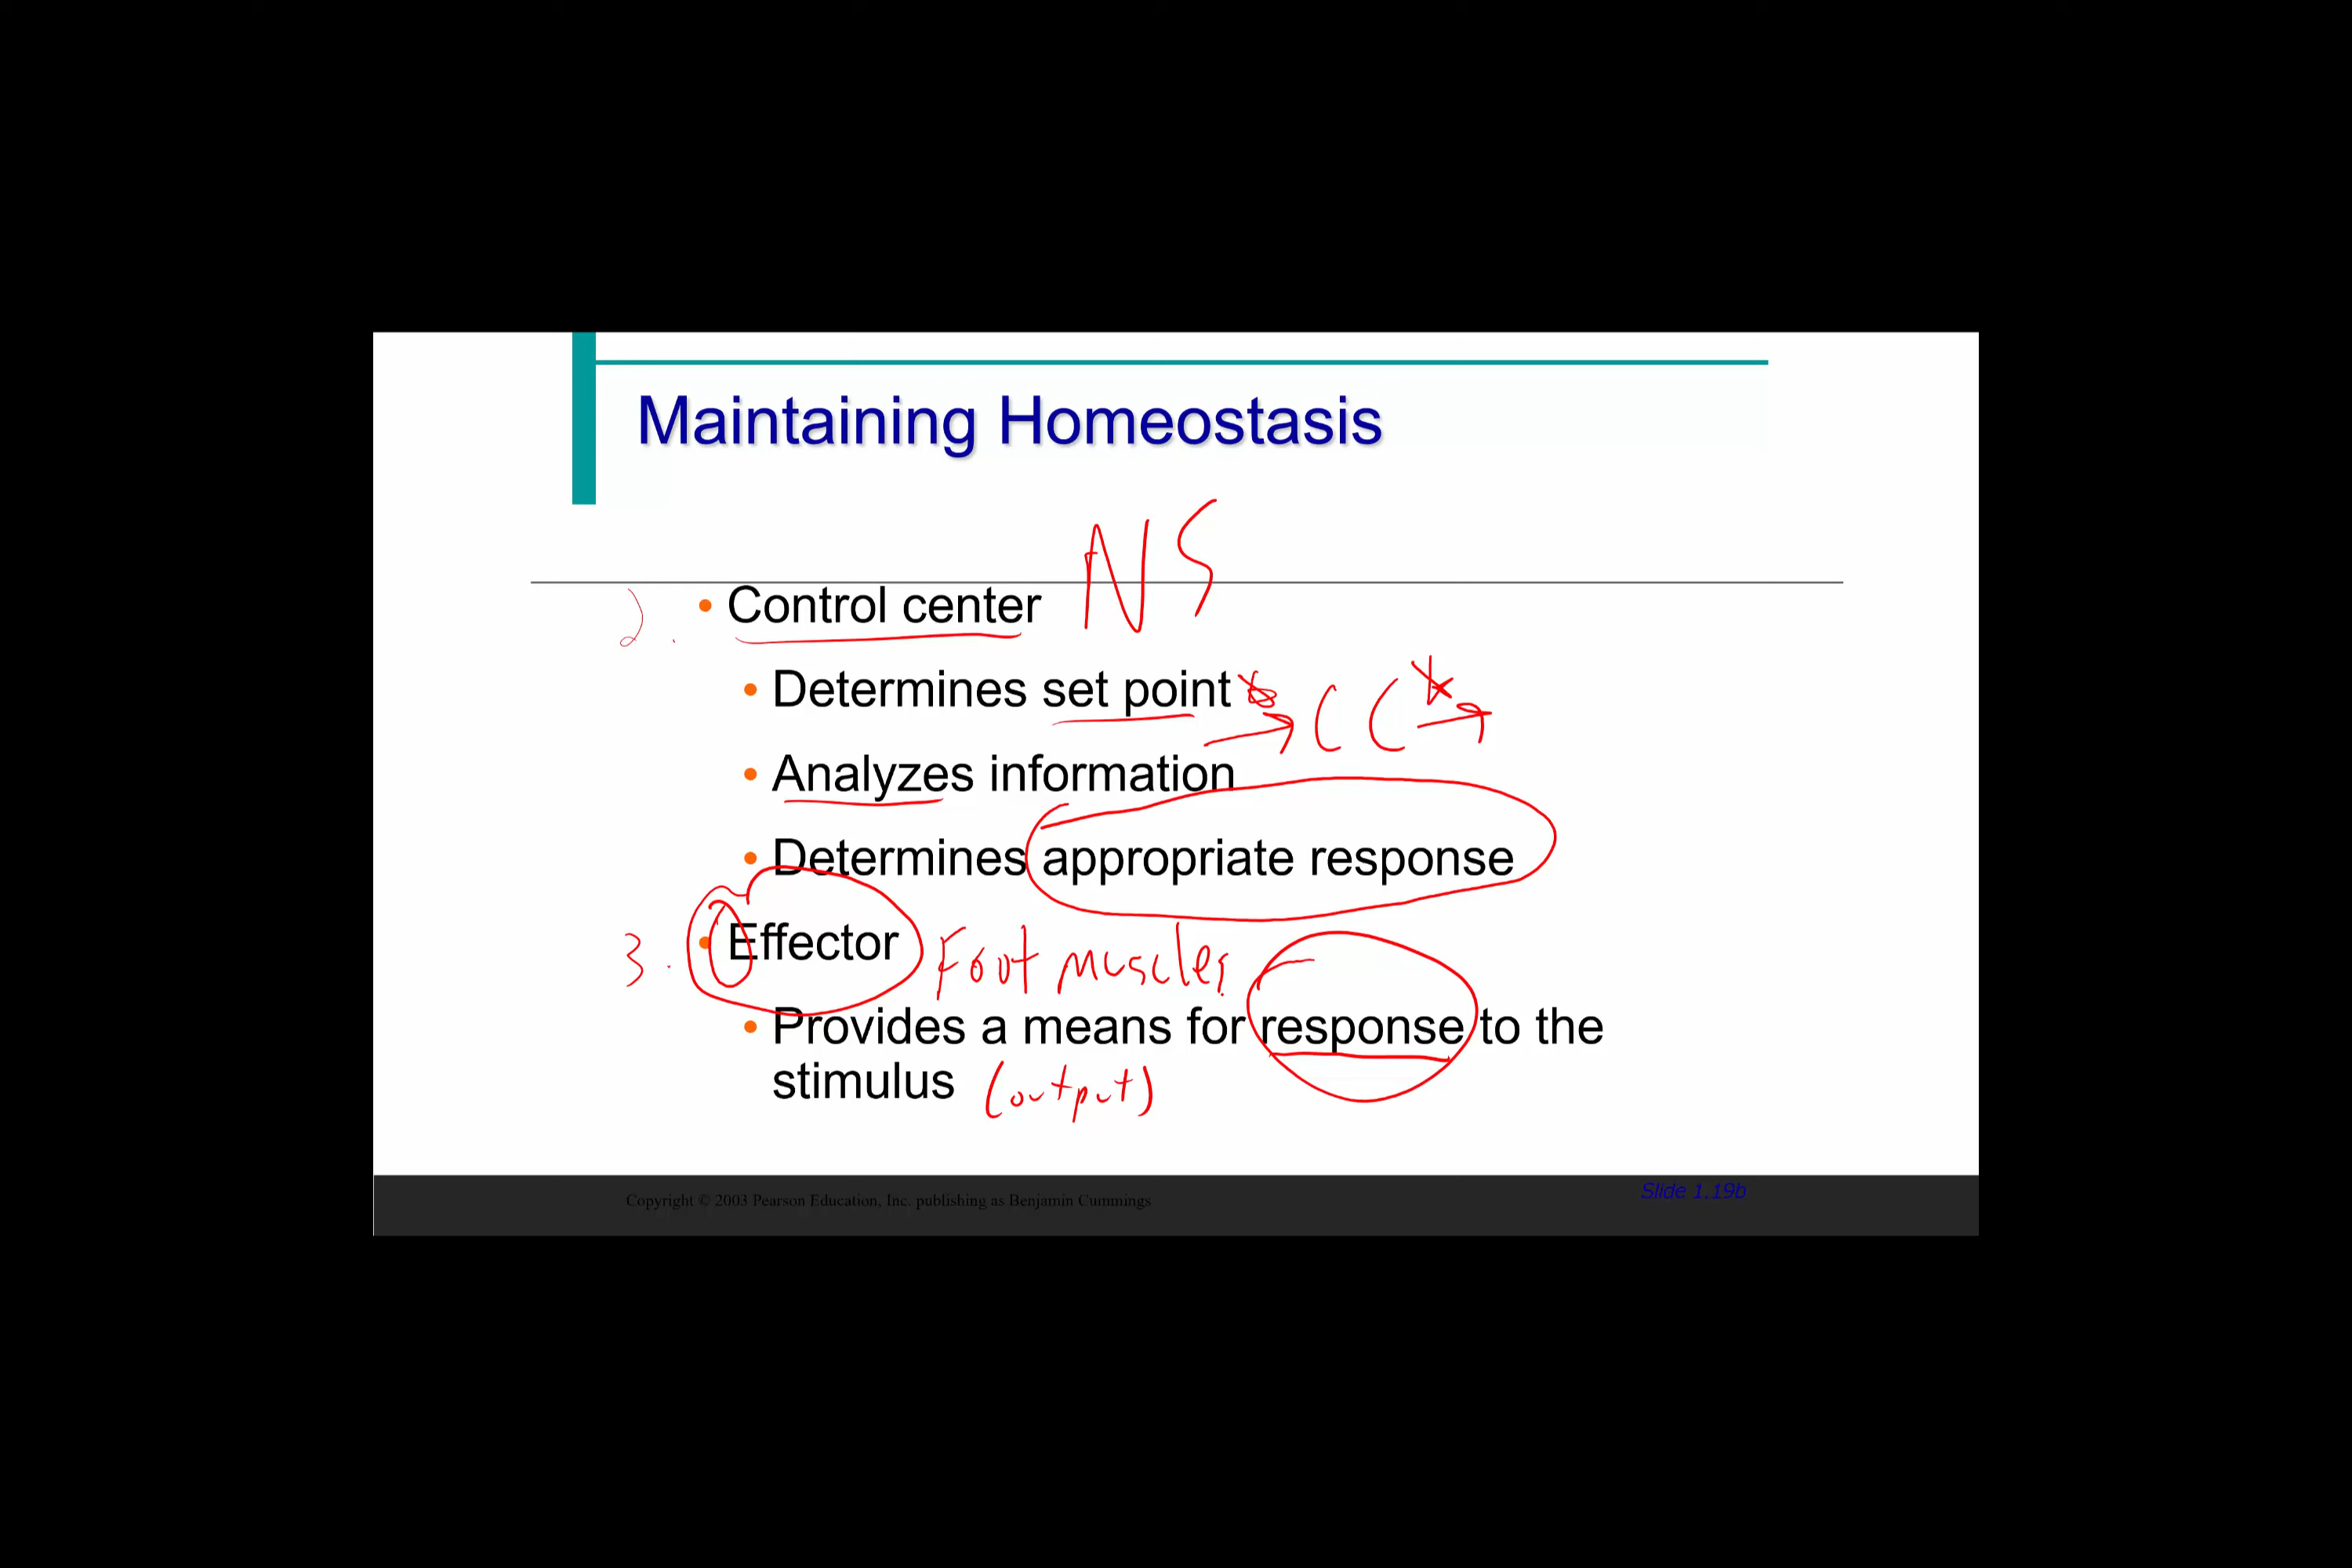 Maintaining Homeostasis
NS
2. • Control center
• Determines set point
→ CC →
• Analyzes information
• Determines appropriate response
3. • Effector Foot muscles.
• Provides a means for response to the
stimulus (output)
Copyright © 2003 Pearson Education, Inc. publishing as Benjamin Cummings
Slide 1.19b